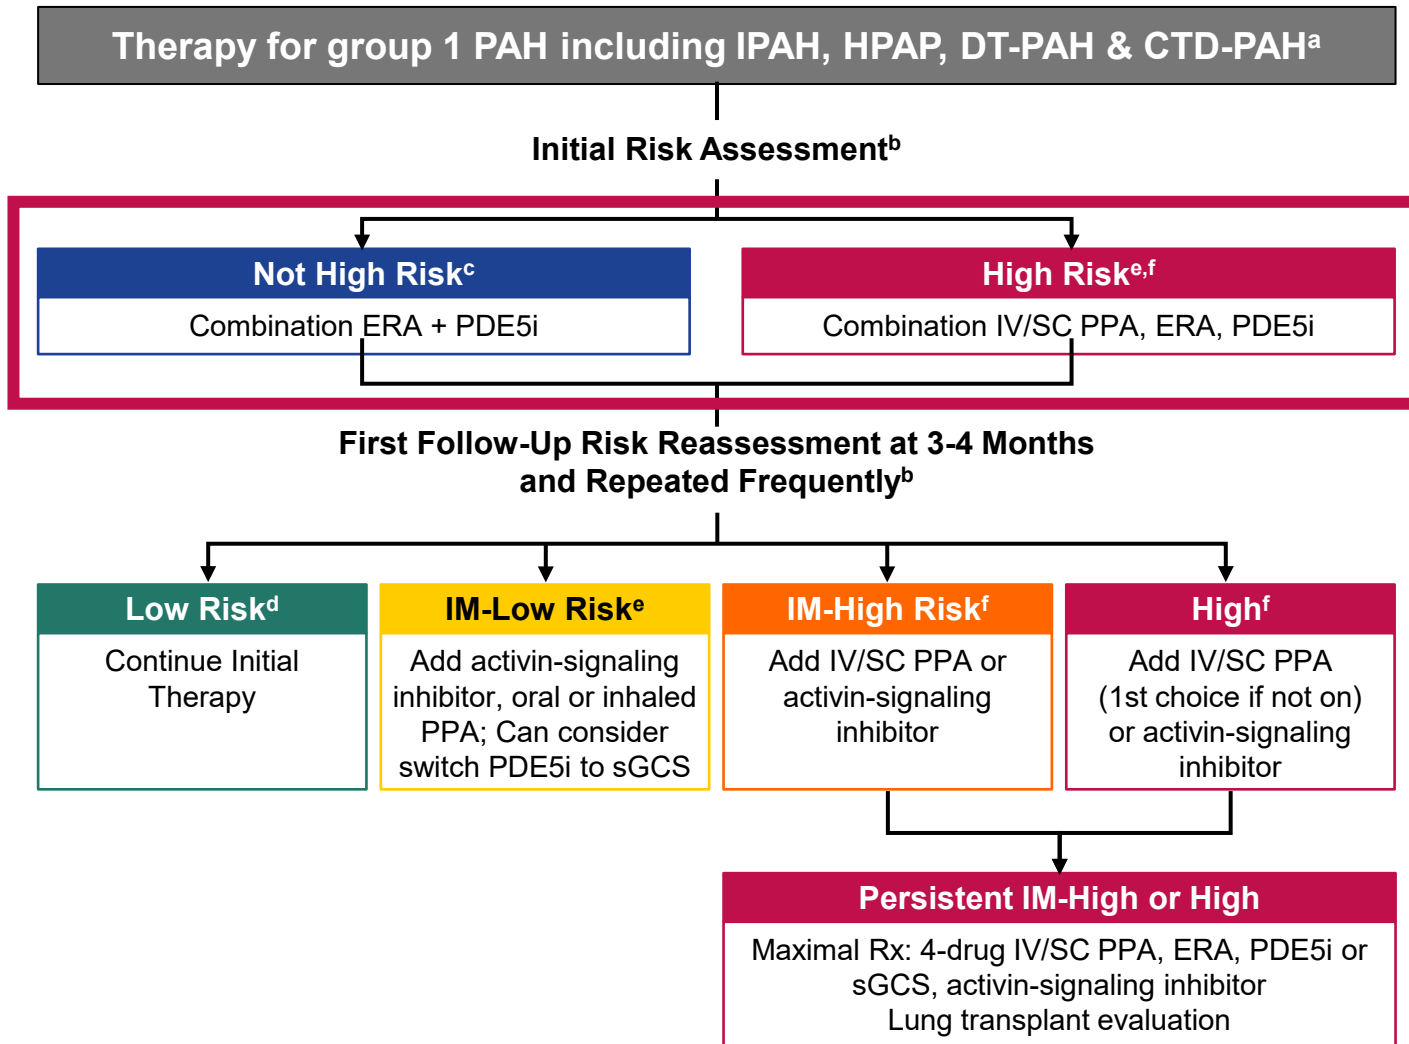 Therapy for group 1 PAH including IPAH, HPAP, DT-PAH & CTD-PAHᵃ
Initial Risk Assessmentᵇ
Not High Riskᶜ
Combination ERA + PDE5i
High Riskᵉ,ᶠ
Combination IV/SC PPA, ERA, PDE5i
First Follow-Up Risk Reassessment at 3-4 Months
and Repeated Frequentlyᵇ
Low Riskᵈ
Continue Initial
Therapy
IM-Low Riskᵉ
Add activin-signaling
inhibitor, oral or inhaled
PPA; Can consider
switch PDE5i to sGCS
IM-High Riskᶠ
Add IV/SC PPA or
activin-signaling
inhibitor
Highᶠ
Add IV/SC PPA
(1st choice if not on)
or activin-signaling
inhibitor
Persistent IM-High or High
Maximal Rx: 4-drug IV/SC PPA, ERA, PDE5i or
sGCS, activin-signaling inhibitor
Lung transplant evaluation